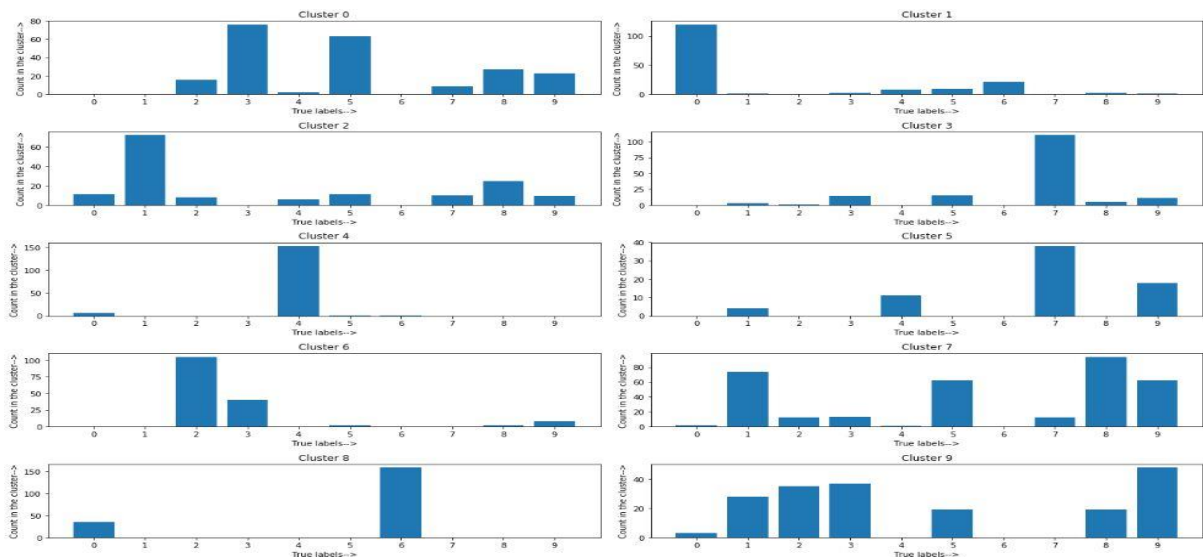 Cluster 0
Count in the cluster-->
80
60
40
20
0
0 1 2 3 4 5 6 7 8 9
True labels-->
Cluster 1
Count in the cluster-->
100
75
50
25
0
0 1 2 3 4 5 6 7 8 9
True labels-->
Cluster 2
Count in the cluster-->
60
40
20
0
0 1 2 3 4 5 6 7 8 9
True labels-->
Cluster 3
Count in the cluster-->
100
75
50
25
0
0 1 2 3 4 5 6 7 8 9
True labels-->
Cluster 4
Count in the cluster-->
150
100
50
0
0 1 2 3 4 5 6 7 8 9
True labels-->
Cluster 5
Count in the cluster-->
40
30
20
10
0
0 1 2 3 4 5 6 7 8 9
True labels-->
Cluster 6
Count in the cluster-->
100
75
50
25
0
0 1 2 3 4 5 6 7 8 9
True labels-->
Cluster 7
Count in the cluster-->
80
60
40
20
0
0 1 2 3 4 5 6 7 8 9
True labels-->
Cluster 8
Count in the cluster-->
150
100
50
0
0 1 2 3 4 5 6 7 8 9
True labels-->
Cluster 9
Count in the cluster-->
40
20
0
0 1 2 3 4 5 6 7 8 9
True labels-->